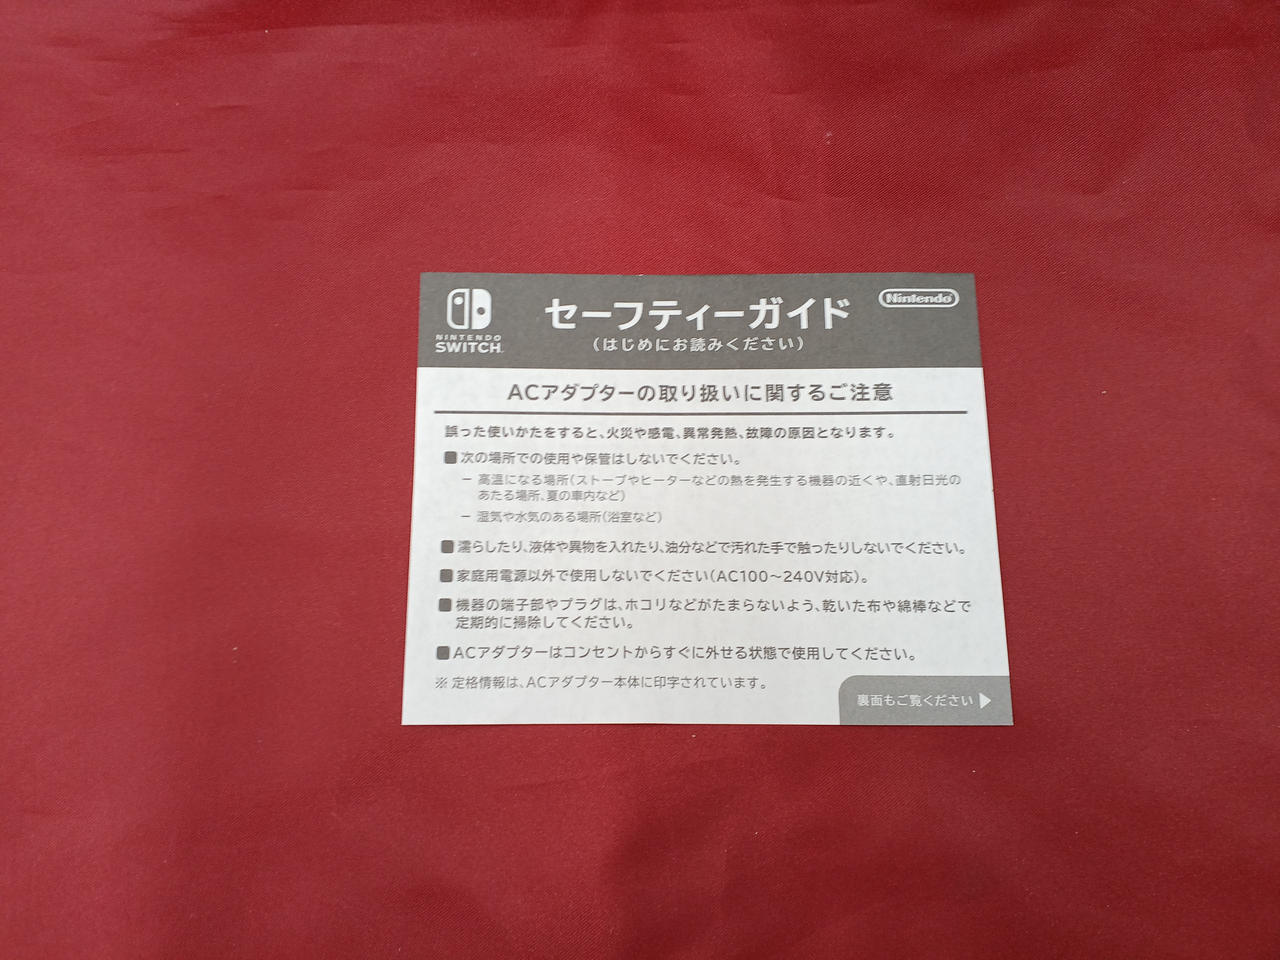 NINTENDO
SWITCH
セーフティーガイド
Nintendo
（はじめにお読みください）
ACアダプターの取り扱いに関するご注意
誤った使いかたをすると、火災や感電、異常発熱、故障の原因となります。
■次の場所での使用や保管はしないでください。
－ 高温になる場所（ストーブやヒーターなどの熱を発生する機器の近くや、直射日光の
あたる場所、夏の車内など）
－ 湿気や水気のある場所（浴室など）
■濡らしたり、液体や異物を入れたり、油分などで汚れた手で触ったりしないでください。
■家庭用電源以外で使用しないでください（AC100～240V対応）。
■機器の端子部やプラグは、ホコリなどがたまらないよう、乾いた布や綿棒などで
定期的に掃除してください。
■ACアダプターはコンセントからすぐに外せる状態で使用してください。
※ 定格情報は、ACアダプター本体に印字されています。
裏面もご覧ください▶